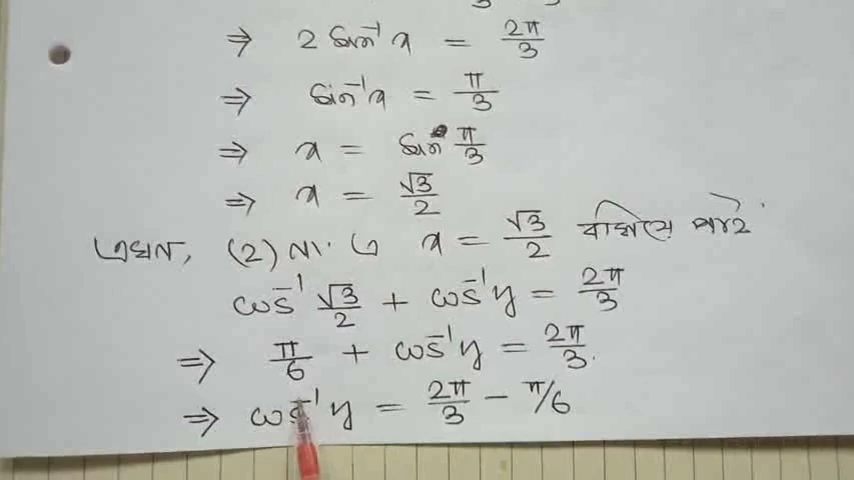 ⇒ 2 sin⁻¹x = 2π/3
⇒ sin⁻¹x = π/3
⇒ x = sin π/3
⇒ x = √3/2
এখন, (2) নং এ x = √3/2 বসিয়ে পাই
cos⁻¹ √3/2 + cos⁻¹y = 2π/3
⇒ π/6 + cos⁻¹y = 2π/3.
⇒ cos⁻¹y = 2π/3 − π/6